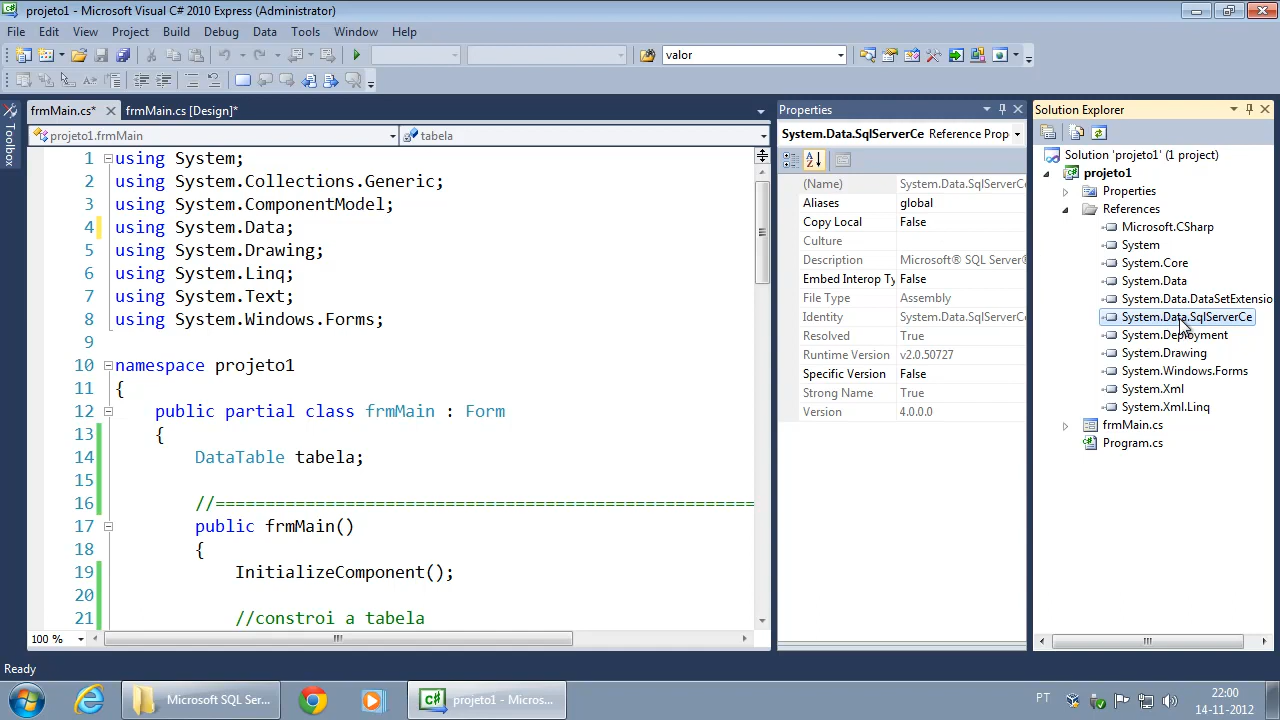 projeto1 - Microsoft Visual C# 2010 Express (Administrator)
File Edit View Project Build Debug Data Tools Window Help
valor
frmMain.cs* frmMain.cs [Design]*
projeto1.frmMain tabela
Toolbox
1 using System;
2 using System.Collections.Generic;
3 using System.ComponentModel;
4 using System.Data;
5 using System.Drawing;
6 using System.Linq;
7 using System.Text;
8 using System.Windows.Forms;
9
10 namespace projeto1
11 {
12 public partial class frmMain : Form
13 {
14 DataTable tabela;
15
16 //======================================================
17 public frmMain()
18 {
19 InitializeComponent();
20
21 //constroi a tabela
100 %
Properties
System.Data.SqlServerCe Reference Prop
(Name) System.Data.SqlServerCe
Aliases global
Copy Local False
Culture
Description Microsoft® SQL Server®
Embed Interop Ty False
File Type Assembly
Identity System.Data.SqlServerCe
Resolved True
Runtime Version v2.0.50727
Specific Version False
Strong Name True
Version 4.0.0.0
Solution Explorer
Solution 'projeto1' (1 project)
projeto1
Properties
References
Microsoft.CSharp
System
System.Core
System.Data
System.Data.DataSetExtensio
System.Data.SqlServerCe
System.Deployment
System.Drawing
System.Windows.Forms
System.Xml
System.Xml.Linq
frmMain.cs
Program.cs
Ready
Microsoft SQL Ser...
C#
projeto1 - Micros...
PT
22:00
14-11-2012